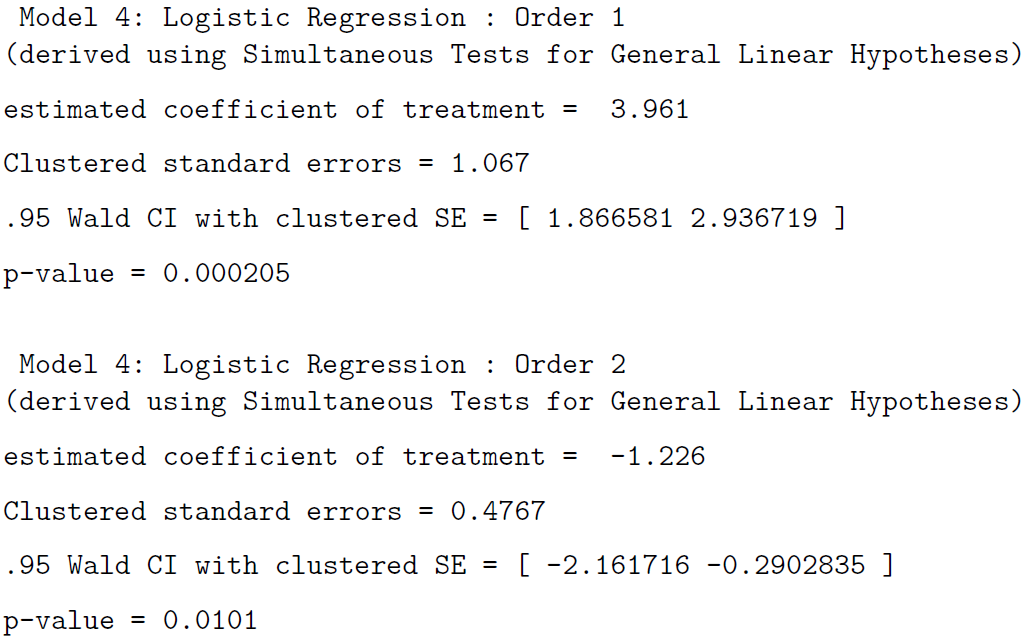 Model 4: Logistic Regression : Order 1
(derived using Simultaneous Tests for General Linear Hypotheses)
estimated coefficient of treatment =  3.961
Clustered standard errors = 1.067
.95 Wald CI with clustered SE = [ 1.866581 2.936719 ]
p-value = 0.000205
Model 4: Logistic Regression : Order 2
(derived using Simultaneous Tests for General Linear Hypotheses)
estimated coefficient of treatment =  -1.226
Clustered standard errors = 0.4767
.95 Wald CI with clustered SE = [ -2.161716 -0.2902835 ]
p-value = 0.0101